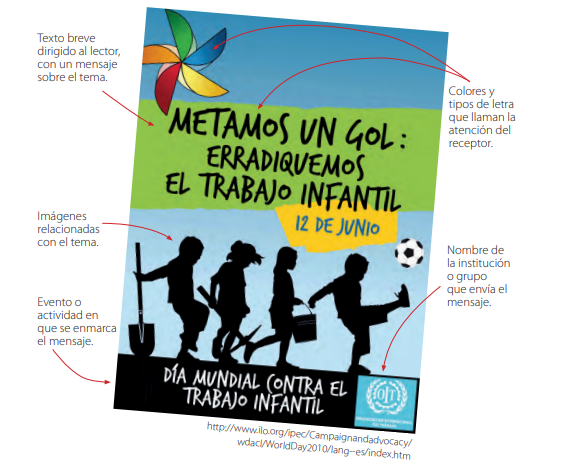 Texto breve
dirigido al lector,
con un mensaje
sobre el tema.
Colores y
tipos de letra
que llaman la
atención del
receptor.
METAMOS UN GOL:
ERRADIQUEMOS
EL TRABAJO INFANTIL
12 DE JUNIO
Imágenes
relacionadas
con el tema.
Nombre de
la institución
o grupo
que envía el
mensaje.
Evento o
actividad en
que se enmarca
el mensaje.
DÍA MUNDIAL CONTRA EL
TRABAJO INFANTIL
OIT
http://www.ilo.org/ipec/Campaignandadvocacy/
wdacl/WorldDay2010/lang--es/index.htm